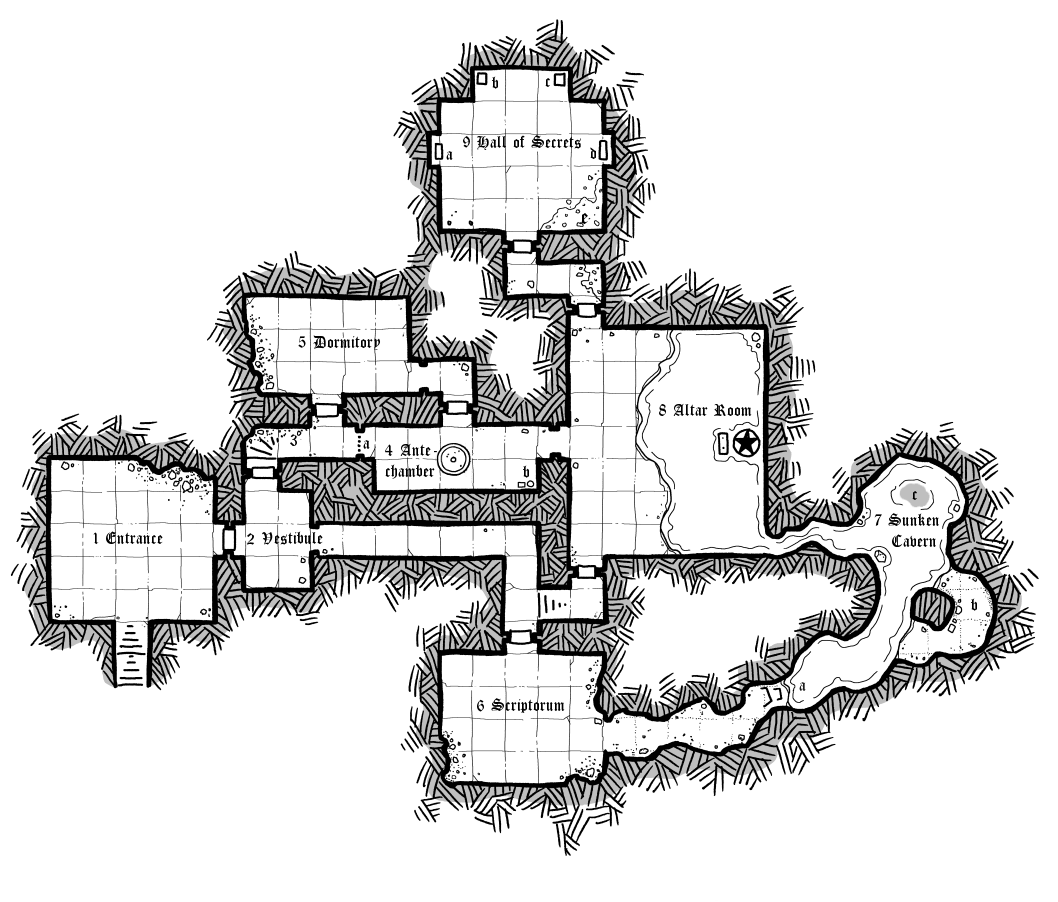 b c
9 Hall of Secrets
a d
e
5 Dormitory
8 Altar Room
3
a
4 Ante-
chamber
b
c
7 Sunken
Cavern
1 Entrance
2 Vestibule
b
a
6 Scriptorum